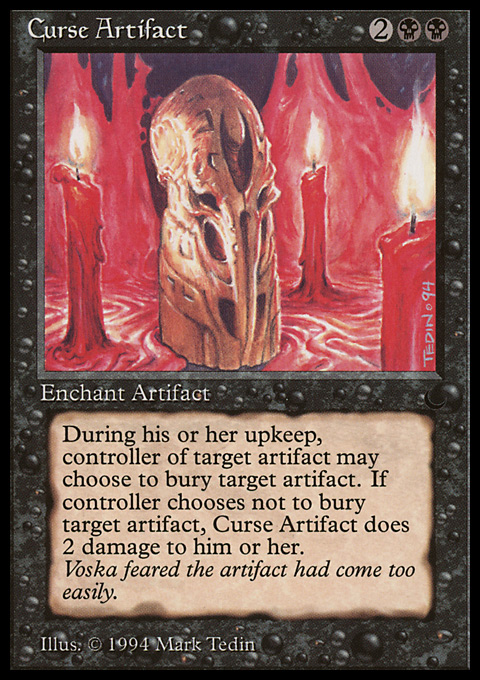 Curse Artifact 2
TEDIN © 94
Enchant Artifact
During his or her upkeep,
controller of target artifact may
choose to bury target artifact. If
controller chooses not to bury
target artifact, Curse Artifact does
2 damage to him or her.
Voska feared the artifact had come too
easily.
Illus. © 1994 Mark Tedin